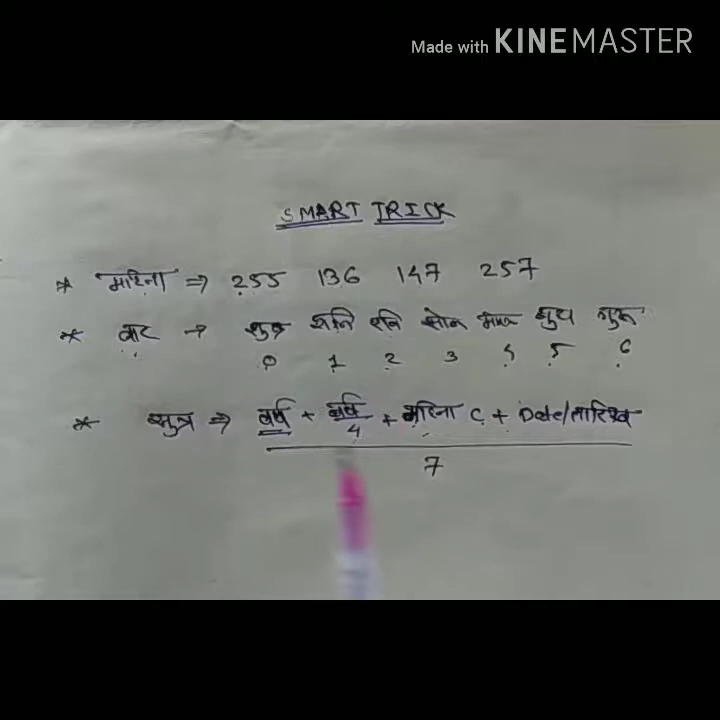 Made with KINEMASTER
SMART TRICK
* महिना ⇒ 255 136 147 257
* वार → शुक्र शनि रवि सोम मंगल बुध गुरू
0 1 2 3 4 5 6
* सुत्र ⇒ वर्ष + वर्ष/4 + महिना C + Date/तारिख
7